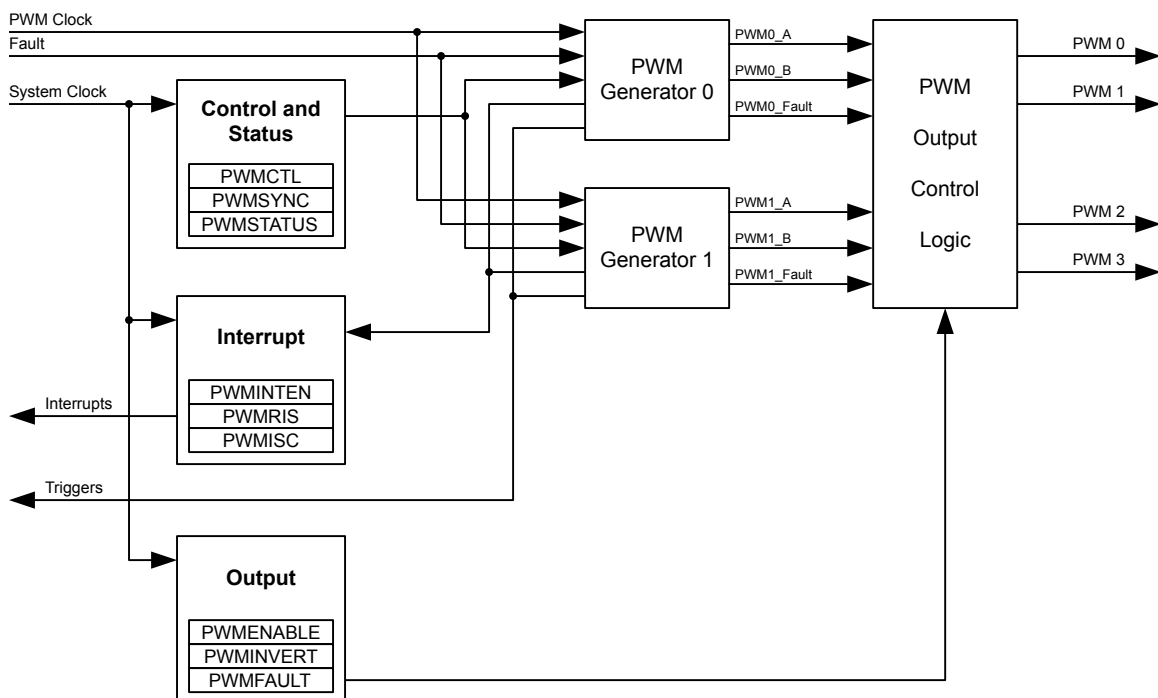 PWM Clock
Fault
System Clock
Control and
Status
PWMCTL
PWMSYNC
PWMSTATUS
Interrupt
PWMINTEN
PWMRIS
PWMISC
Interrupts
Triggers
Output
PWMENABLE
PWMINVERT
PWMFAULT
PWM
Generator 0
PWM0_A
PWM0_B
PWM0_Fault
PWM
Generator 1
PWM1_A
PWM1_B
PWM1_Fault
PWM
Output
Control
Logic
PWM 0
PWM 1
PWM 2
PWM 3